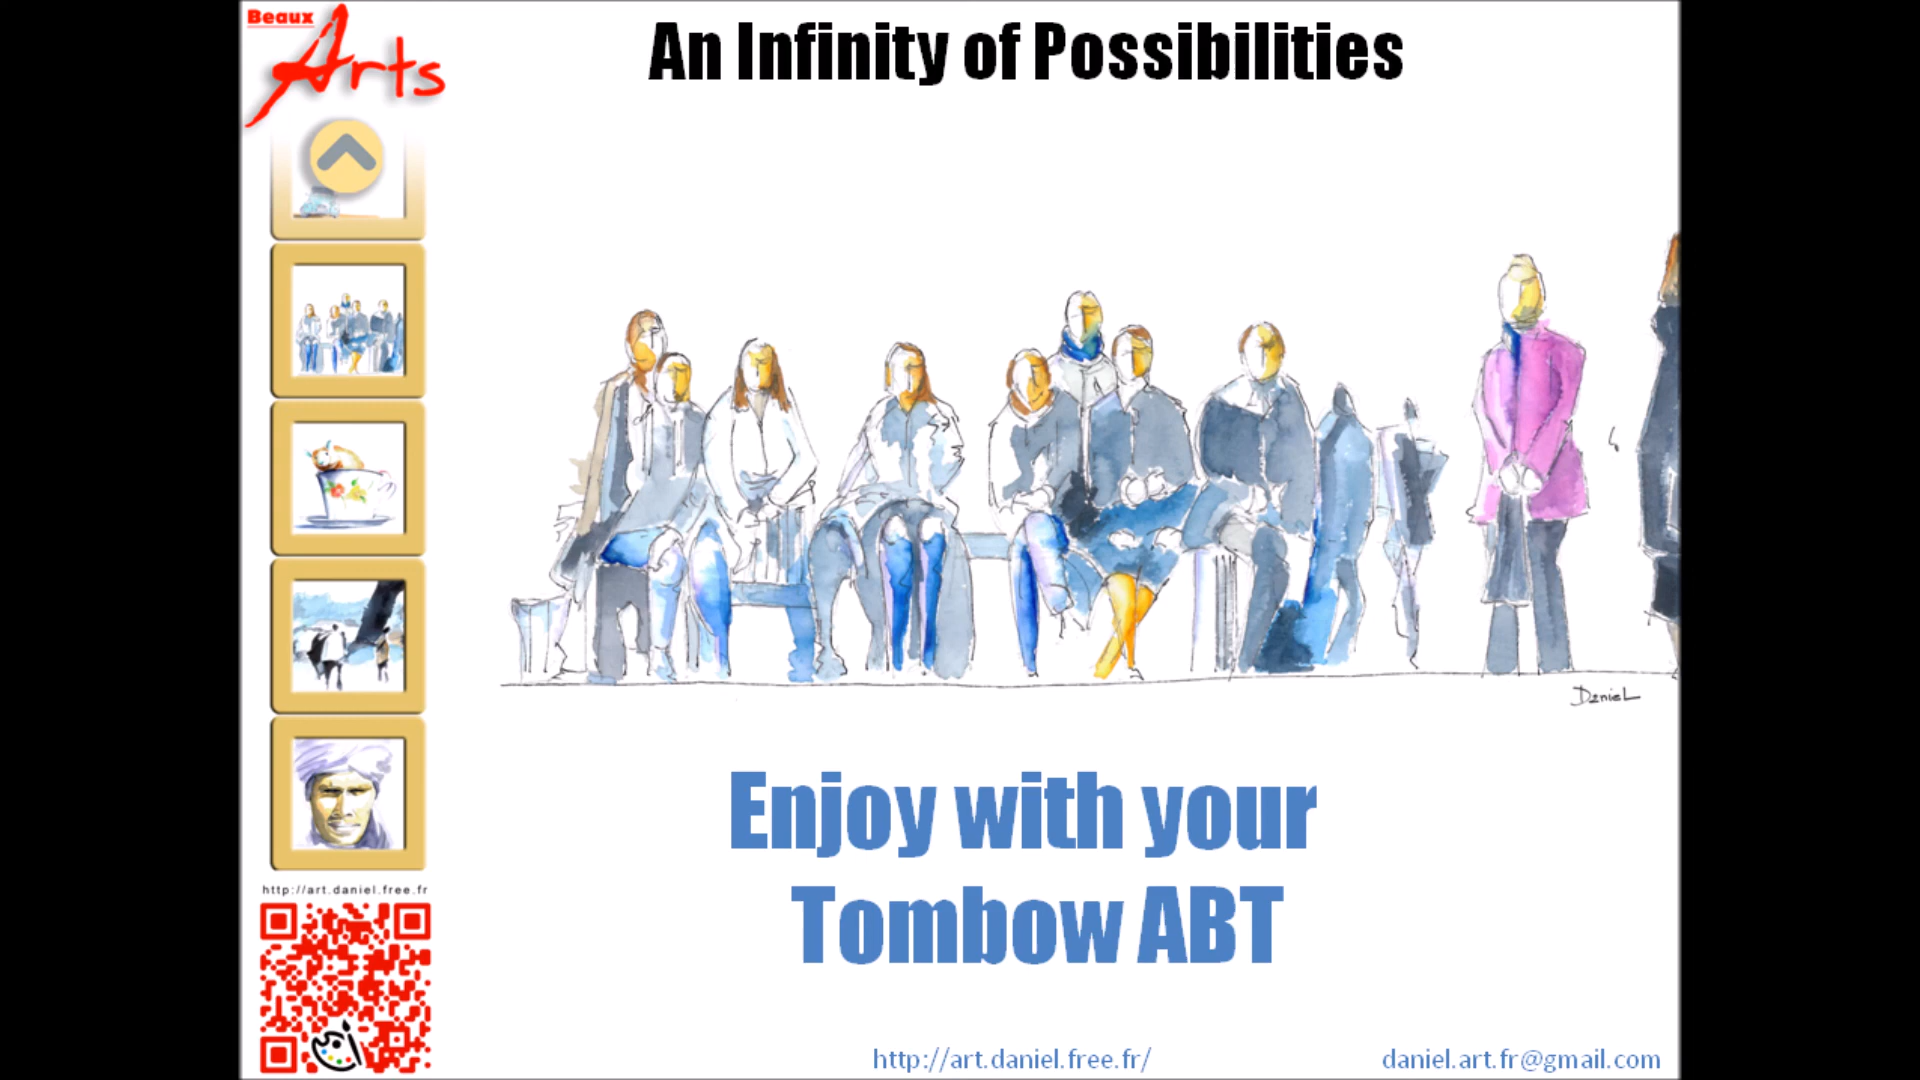 Beaux
Arts
An Infinity of Possibilities
Daniel
Enjoy with your
Tombow ABT
http://art.daniel.free.fr
http://art.daniel.free.fr/
daniel.art.fr@gmail.com